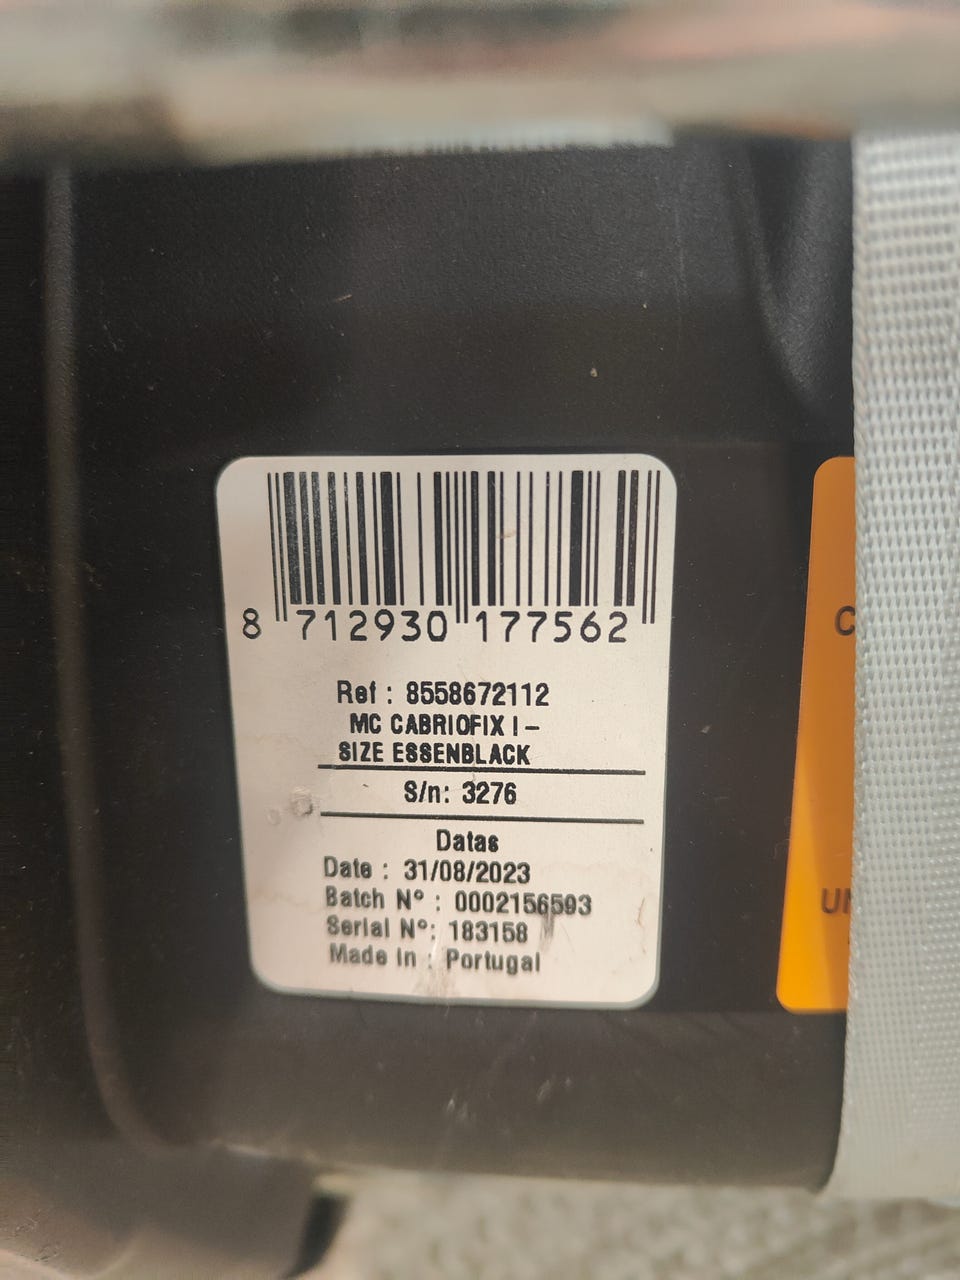 8 712930 177562
Ref : 8558672112
MC CABRIOFIX I-
SIZE ESSENBLACK
S/n: 3276
Datas
Date : 31/08/2023
Batch N° : 0002156593
Serial N°: 183158
Made in : Portugal